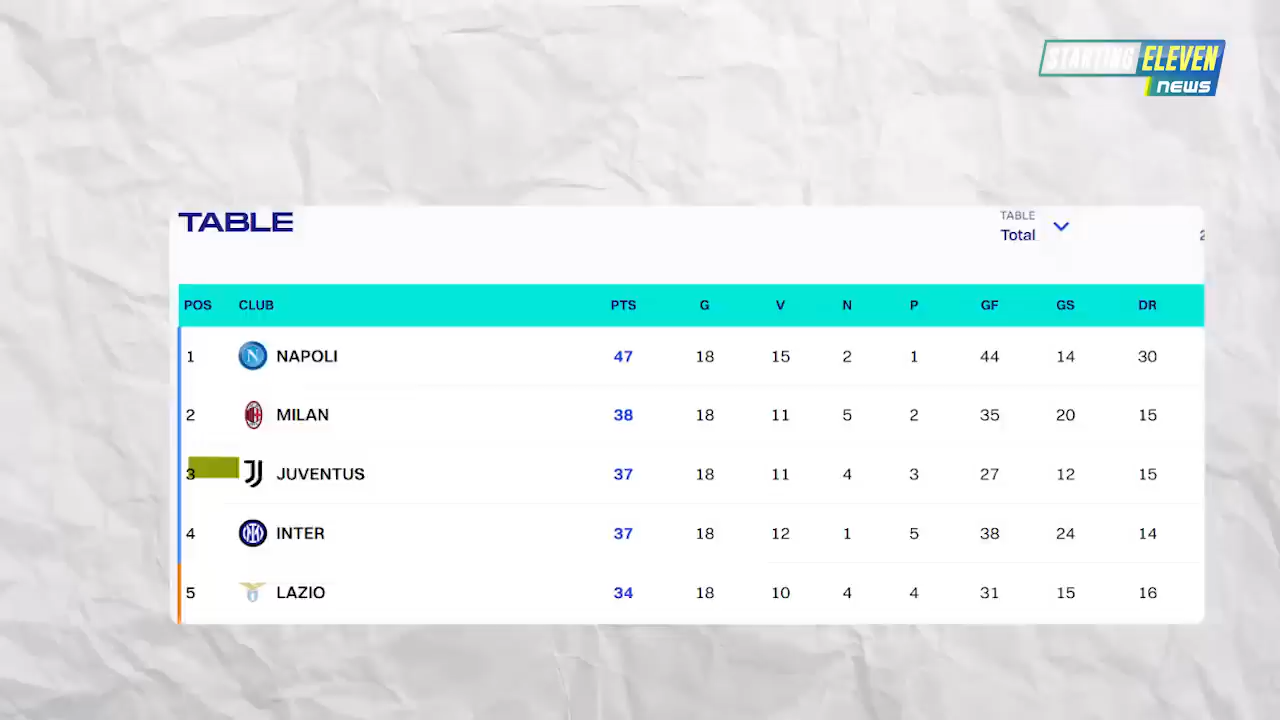 STARTING ELEVEN
news
TABLE
TABLE
Total
POS CLUB PTS G V N P GF GS DR
1 NAPOLI 47 18 15 2 1 44 14 30
2 MILAN 38 18 11 5 2 35 20 15
3 JUVENTUS 37 18 11 4 3 27 12 15
4 INTER 37 18 12 1 5 38 24 14
5 LAZIO 34 18 10 4 4 31 15 16